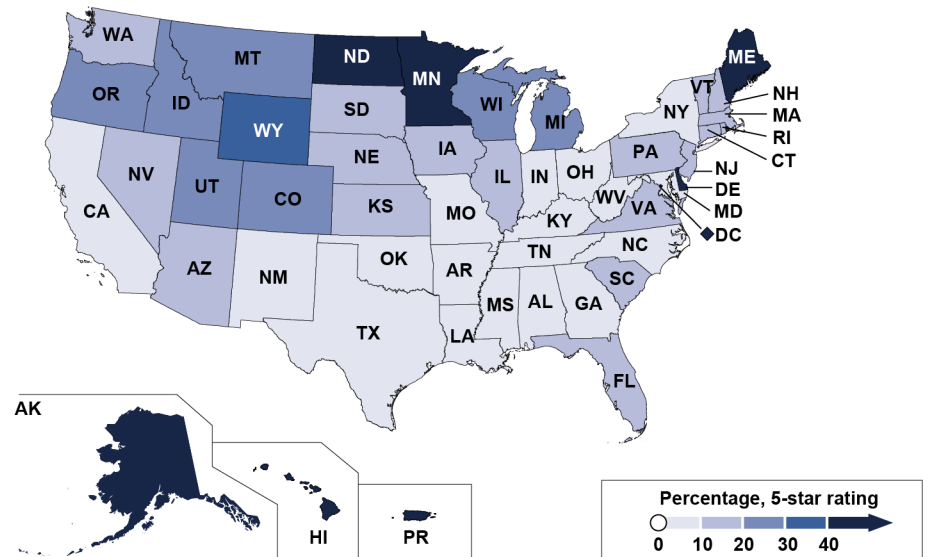 WA
MT
ND
MN
ME
OR
ID
WY
SD
WI
MI
NY
VT
NH
MA
RI
CT
NV
UT
CO
NE
IA
IL
IN
OH
PA
NJ
DE
MD
DC
CA
KS
MO
KY
WV
VA
AZ
NM
OK
AR
TN
NC
SC
TX
LA
MS
AL
GA
FL
AK
HI
PR
Percentage, 5-star rating
0 10 20 30 40